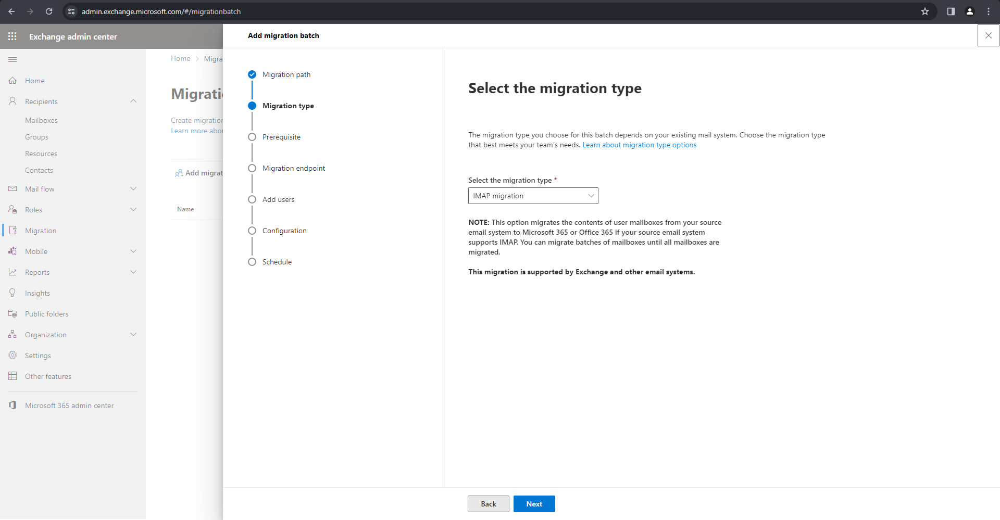 admin.exchange.microsoft.com/#/migrationbatch
Exchange admin center
Home
Recipients
Mailboxes
Groups
Resources
Contacts
Mail flow
Roles
Migration
Mobile
Reports
Insights
Public folders
Organization
Settings
Other features
Microsoft 365 admin center
Home > Migra
Migrati
Create migration
Learn more abou
Add migrat
Name
Add migration batch
Migration path
Migration type
Prerequisite
Migration endpoint
Add users
Configuration
Schedule
Select the migration type
The migration type you choose for this batch depends on your existing mail system. Choose the migration type
that best meets your team's needs. Learn about migration type options
Select the migration type *
IMAP migration
NOTE: This option migrates the contents of user mailboxes from your source
email system to Microsoft 365 or Office 365 if your source email system
supports IMAP. You can migrate batches of mailboxes until all mailboxes are
migrated.
This migration is supported by Exchange and other email systems.
Back
Next